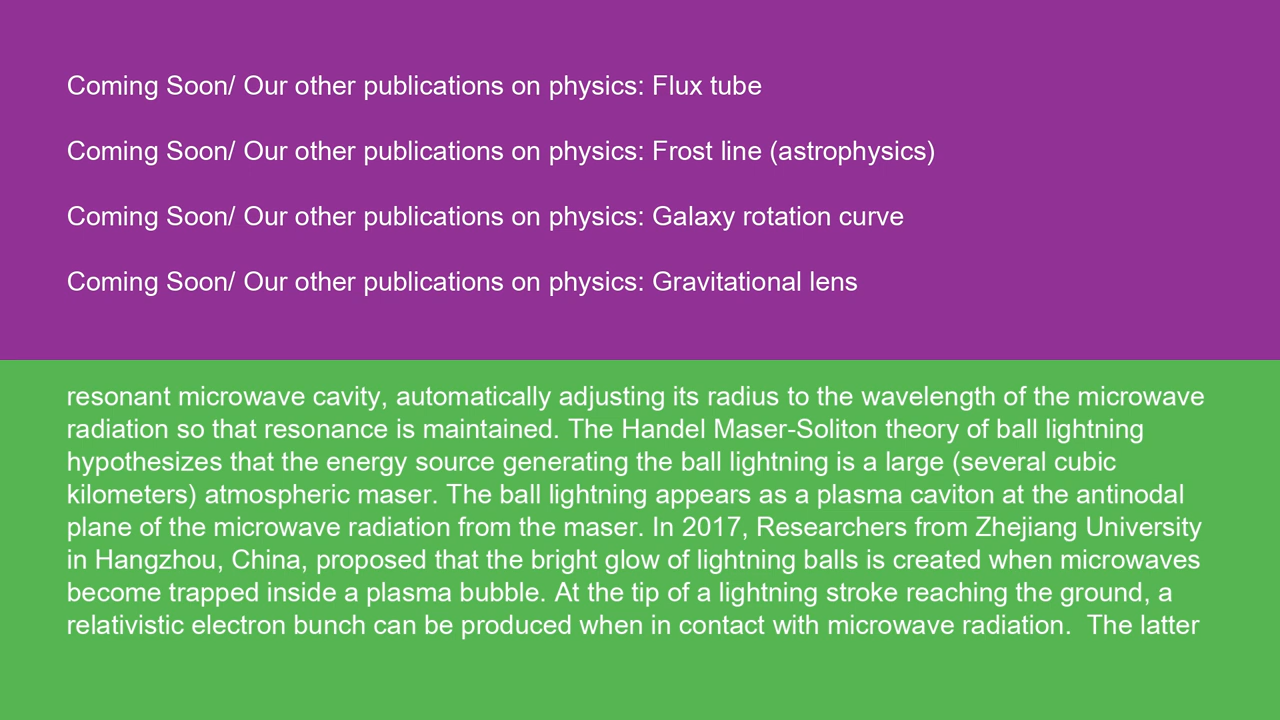 Coming Soon/ Our other publications on physics: Flux tube
Coming Soon/ Our other publications on physics: Frost line (astrophysics)
Coming Soon/ Our other publications on physics: Galaxy rotation curve
Coming Soon/ Our other publications on physics: Gravitational lens
resonant microwave cavity, automatically adjusting its radius to the wavelength of the microwave
radiation so that resonance is maintained. The Handel Maser-Soliton theory of ball lightning
hypothesizes that the energy source generating the ball lightning is a large (several cubic
kilometers) atmospheric maser. The ball lightning appears as a plasma caviton at the antinodal
plane of the microwave radiation from the maser. In 2017, Researchers from Zhejiang University
in Hangzhou, China, proposed that the bright glow of lightning balls is created when microwaves
become trapped inside a plasma bubble. At the tip of a lightning stroke reaching the ground, a
relativistic electron bunch can be produced when in contact with microwave radiation.  The latter